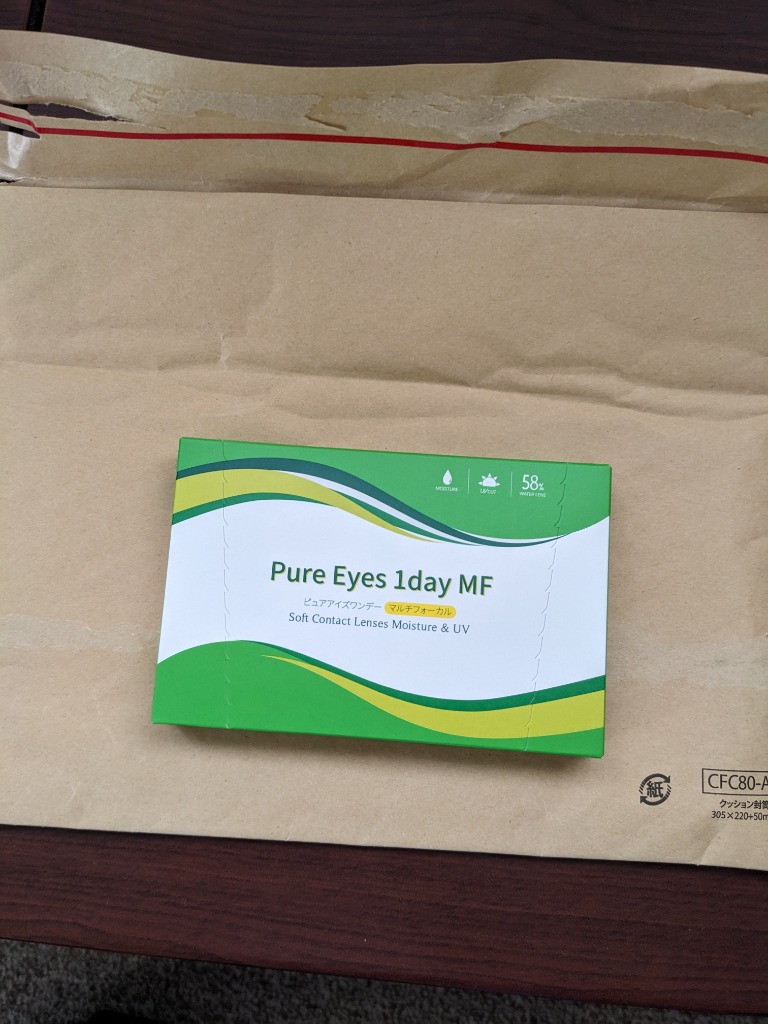 MOISTURE
UV CUT
58%
WATER LENS
Pure Eyes 1day MF
ピュアアイズワンデー マルチフォーカル
Soft Contact Lenses Moisture & UV
紙
CFC80-A
クッション封筒
305×220+50m